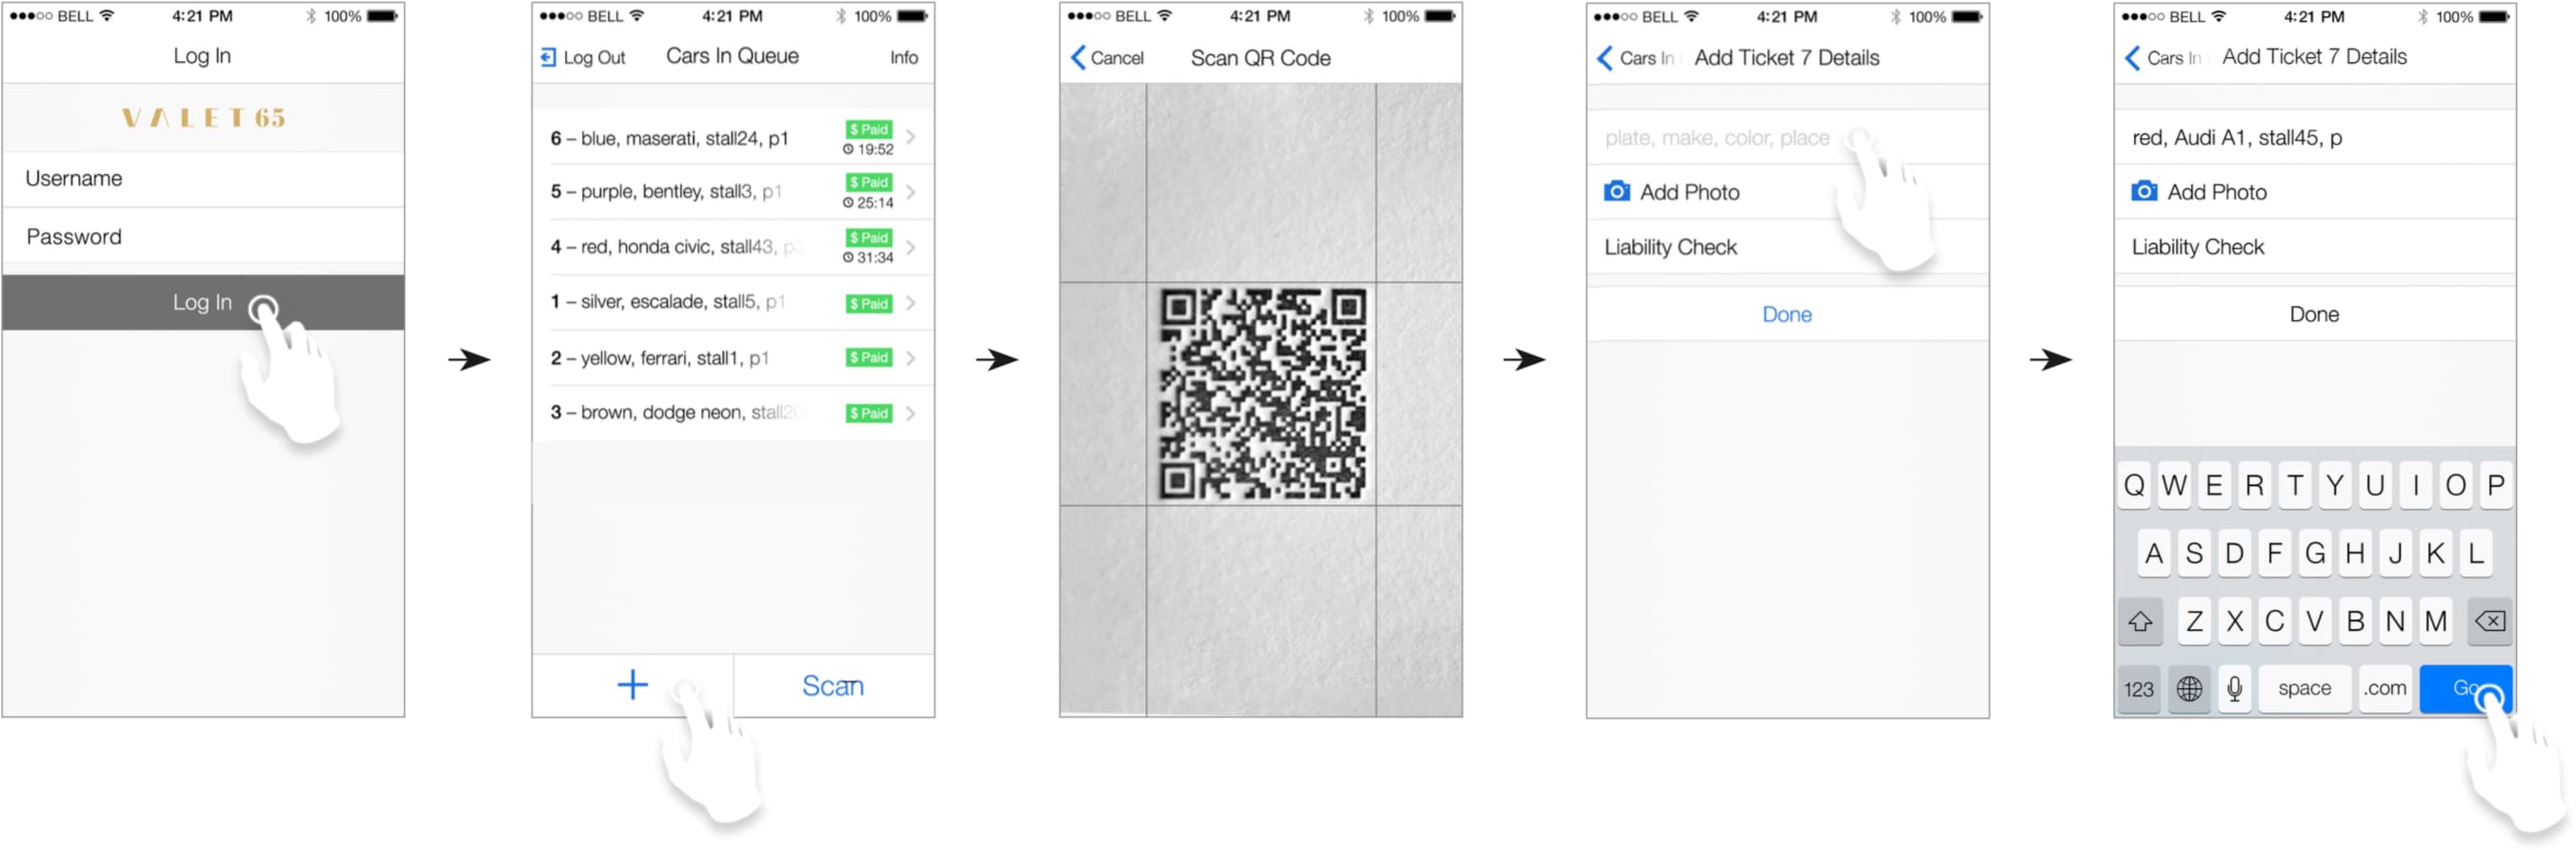 BELL 4:21 PM 100%
Log In
VALET 65
Username
Password
Log In
BELL 4:21 PM 100%
Log Out Cars In Queue Info
6 – blue, maserati, stall24, p1 $ Paid
19:52
5 – purple, bentley, stall3, p1 $ Paid
25:14
4 – red, honda civic, stall43, p3 $ Paid
31:34
1 – silver, escalade, stall5, p1 $ Paid
2 – yellow, ferrari, stall1, p1 $ Paid
3 – brown, dodge neon, stall20 $ Paid
+ Scan
BELL 4:21 PM 100%
Cancel Scan QR Code
BELL 4:21 PM 100%
Cars In Add Ticket 7 Details
plate, make, color, place
Add Photo
Liability Check
Done
BELL 4:21 PM 100%
Cars In Add Ticket 7 Details
red, Audi A1, stall45, p
Add Photo
Liability Check
Done
Q W E R T Y U I O P
A S D F G H J K L
Z X C V B N M
123 space .com Go